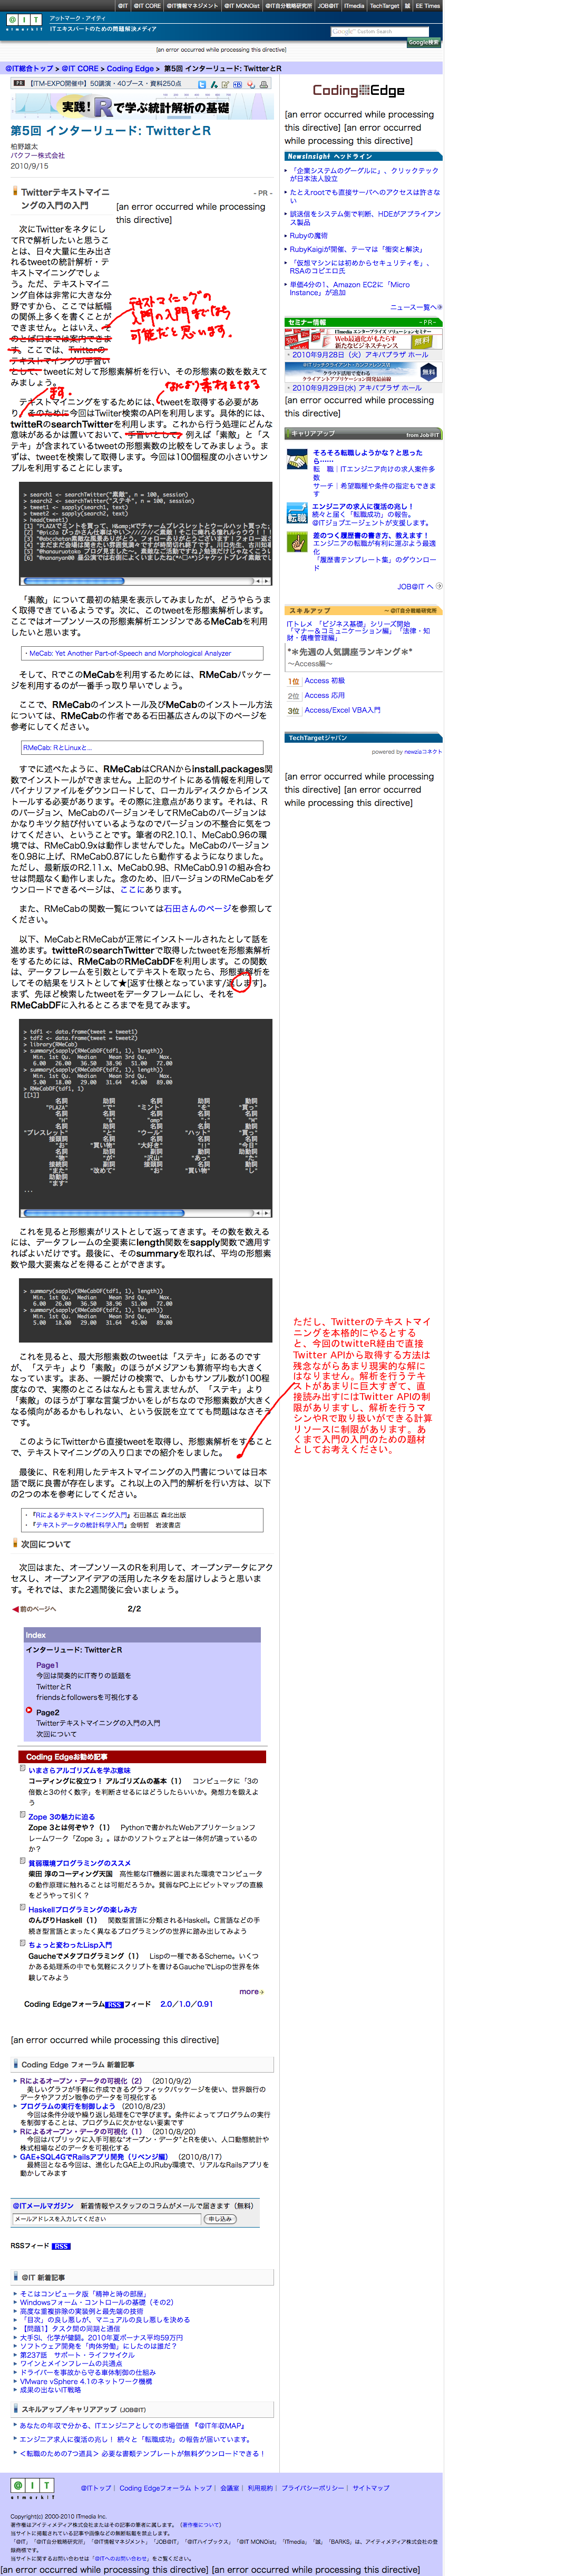 @IT | @IT CORE | @IT情報マネジメント | @IT MONOist | @IT自分戦略研究所 | JOB@IT | ITmedia | TechTarget | 誠 | EE Times
@IT
atmarkit
アットマーク・アイティ
ITエキスパートのための問題解決メディア
Google Custom Search
Google検索
[an error occurred while processing this directive]
@IT総合トップ > @IT CORE > Coding Edge > 第5回 インターリュード: TwitterとR
PR 【ITM-EXPO開催中】50講演・40ブース・資料250点
実践！Rで学ぶ統計解析の基礎
第5回 インターリュード: TwitterとR
柏野雄太
バクフー株式会社
2010/9/15
Twitterテキストマイニ
ングの入門の入門
- PR -
[an error occurred while processing
this directive]
次にTwitterをネタにし
てRで解析したいと思うこ
とは、日々大量に生み出さ
れるtweetの統計解析・テ
キストマイニングでしょ
う。ただ、テキストマイニ
ング自体は非常に大きな分
野ですから、ここでは紙幅
の関係上多くを書くことが
できません。とはいえ、そ
のとば口までは案内できま
す。ここでは、Twitterの
テキストマイニングの手習い
として、tweetに対して形態素解析を行い、その形態素の数を数えて
みましょう。
テキストマイニングの
入門の入門までなら
可能だと思います。
まず、
テキストマイニングをするためには、tweetを取得する必要があ
り、そのために今回はTwiiter検索のAPIを利用します。具体的には、
twitteRのsearchTwitterを利用します。これから行う処理にどんな
意味があるかは置いておいて、手習いとして、例えば「素敵」と「ス
テキ」が含まれているtweetの形態素数の比較をしてみましょう。ま
ずは、tweetを検索して取得します。今回は100個程度の小さいサン
プルを利用することにします。
> search1 <- searchTwitter("素敵", n = 100, session)
> search2 <- searchTwitter("ステキ", n = 100, session)
> tweet1 <- sapply(search1, text)
> tweet2 <- sapply(search2, text)
> head(tweet1)
「素敵」について最初の結果を表示してみましたが、どうやらうま
く取得できているようです。次に、このtweetを形態素解析します。
ここではオープンソースの形態素解析エンジンであるMeCabを利用
したいと思います。
・MeCab: Yet Another Part-of-Speech and Morphological Analyzer
そして、RでこのMeCabを利用するためには、RMeCabパッケー
ジを利用するのが一番手っ取り早いでしょう。
ここで、RMeCabのインストール及びMeCabのインストール方法
については、RMeCabの作者である石田基広さんの以下のページを
参考にしてください。
RMeCab: RとLinuxと...
すでに述べたように、RMeCabはCRANからinstall.packages関
数でインストールができません。上記のサイトにある情報を利用して
バイナリファイルをダウンロードして、ローカルディスクからインス
トールする必要があります。その際に注意点があります。それは、R
のバージョン、MeCabのバージョンそしてRMeCabのバージョンは
かなりキツク結び付いているようなのでバージョンの不整合に気をつ
けてください、ということです。筆者のR2.10.1、MeCab0.96の環
境では、RMeCab0.9xは動作しませんでした。MeCabのバージョン
0.98に上げ、RMeCab0.87にしたら動作するようになりました。
ただし、最新版のR2.11.x、MeCab0.98、RMeCab0.91の組み合わ
せは問題なく動作しました。念のため、旧バージョンのRMeCabをダ
ウンロードできるページは、ここにあります。
また、RMeCabの関数一覧については石田さんのページを参照して
ください。
以下、MeCabとRMeCabが正常にインストールされたとして話を
進めます。twitteRのsearchTwitterで取得したtweetを形態素解析
をするためには、RMeCabのRMeCabDFを利用します。この関数
は、データフレームを引数としてテキストを取ったら、形態素解析を
してその結果をリストとして★[返す仕様となっています/返します]。
まず、先ほど検索したtweetをデータフレームにし、それを
RMeCabDFに入れるところまでを見てみます。
> tdf1 <- data.frame(tweet = tweet1)
> tdf2 <- data.frame(tweet = tweet2)
> library(RMeCab)
> summary(sapply(RMeCabDF(tdf1, 1), length))
Min. 1st Qu. Median Mean 3rd Qu. Max.
6.00 26.00 36.50 38.96 51.00 72.00
> summary(sapply(RMeCabDF(tdf2, 1), length))
Min. 1st Qu. Median Mean 3rd Qu. Max.
5.00 18.00 29.00 31.64 45.00 89.00
> RMeCabDF(tdf1, 1)
[[1]]
名詞 助詞 名詞 助詞 動詞
"PLAZA" "で" "ミント" "を" "買っ"
...
これを見ると形態素がリストとして返ってきます。その数を数える
には、データフレームの全要素にlength関数をsapply関数で適用す
ればよいだけです。最後に、そのsummaryを取れば、平均の形態素
数や最大要素などを得ることができます。
> summary(sapply(RMeCabDF(tdf1, 1), length))
Min. 1st Qu. Median Mean 3rd Qu. Max.
6.00 26.00 36.50 38.96 51.00 72.00
> summary(sapply(RMeCabDF(tdf2, 1), length))
Min. 1st Qu. Median Mean 3rd Qu. Max.
5.00 18.00 29.00 31.64 45.00 89.00
これを見ると、最大形態素数のtweetは「ステキ」にあるのです
が、「ステキ」より「素敵」のほうがメジアンも算術平均も大きく
なっています。まあ、一瞬だけの検索で、しかもサンプル数が100程
度なので、実際のところはなんとも言えませんが、「ステキ」より
「素敵」のほうが丁寧な言葉づかいをしがちなので形態素数が大きく
なる傾向があるかもしれない、という仮説を立てても問題はなさそう
です。
このようにTwitterから直接tweetを取得し、形態素解析をすること
で、テキストマイニングの入り口までの紹介をしました。
ただし、Twitterのテキストマイ
ニングを本格的にやるとする
と、今回のtwitteR経由で直接
Twitter APIから取得する方法は
残念ながらあまり現実的な解に
はなりません。解析を行うテキ
ストがあまりに巨大すぎて、直
接読み出すにはTwitter APIの制
限がありますし、解析を行うマ
シンやRで取り扱いができる計算
リソースに制限があります。あ
くまで入門の入門のための題材
としてお考えください。
最後に、Rを利用したテキストマイニングの入門書については日本
語で既に良書が存在します。これ以上の入門的解析を行い方は、以下
の2つの本を参考にしてください。
・『Rによるテキストマイニング入門』石田基広 森北出版
・『テキストデータの統計科学入門』金明哲 岩波書店
次回について
次回はまた、オープンソースのRを利用して、オープンデータにアク
セスし、オープンアイデアの活用したネタをお届けしようと思いま
す。それでは、また2週間後に会いましょう。
前のページへ 2/2
Index
インターリュード: TwitterとR
Page1
今回は間奏的にIT寄りの話題を
TwitterとR
friendsとfollowersを可視化する
Page2
Twitterテキストマイニングの入門の入門
次回について
Coding Edgeお勧め記事
いまさらアルゴリズムを学ぶ意味
コーディングに役立つ！ アルゴリズムの基本（1） コンピュータに「3の
倍数と3の付く数字」を判断させるにはどうしたらいいか。発想力を鍛えよ
う
Zope 3の魅力に迫る
Zope 3とは何ぞや？（1） Pythonで書かれたWebアプリケーションフ
レームワーク「Zope 3」。ほかのソフトウェアとは一体何が違っているの
か？
貧弱環境プログラミングのススメ
柴田 淳のコーディング天国 高性能なIT機器に囲まれた環境でコンピュータ
の動作原理に触れることは可能だろうか。貧弱なPC上にビットマップの直線
をどうやって引く？
Haskellプログラミングの楽しみ方
のんびりHaskell（1） 関数型言語に分類されるHaskell。C言語などの手
続き型言語とまったく異なるプログラミングの世界に踏み出してみよう
ちょっと変わったLisp入門
Gaucheでメタプログラミング（1） Lispの一種であるScheme。いくつ
かある処理系の中でも気軽にスクリプトを書けるGaucheでLispの世界を体
験してみよう
more
Coding Edgeフォーラム RSS フィード 2.0／1.0／0.91
[an error occurred while processing this directive]
Coding Edge フォーラム 新着記事
Rによるオープン・データの可視化（2） （2010/9/2）
美しいグラフが手軽に作成できるグラフィックパッケージを使い、世界銀行の
データやアフガン戦争のデータを可視化する
プログラムの実行を制御しよう （2010/8/23）
今回は条件分岐や繰り返し処理をCで学びます。条件によってプログラムの実行
を制御することは、プログラムに欠かせない要素です
Rによるオープン・データの可視化（1） （2010/8/20）
今回はパブリックに入手可能な"オープン・データ"とRを使い、人口動態統計や
株式相場などのデータを可視化する
GAE+SQL4GでRailsアプリ開発（リベンジ編） （2010/8/17）
最終回となる今回は、進化したGAE上のJRuby環境で、リアルなRailsアプリを
動かしてみます
@ITメールマガジン 新着情報やスタッフのコラムがメールで届きます（無料）
メールアドレスを入力してください 申し込み
RSSフィード RSS
@IT 新着記事
そこはコンピュータ版「精神と時の部屋」
Windowsフォーム・コントロールの基礎（その2）
高度な重複排除の実装例と最先端の技術
「目次」の良し悪しが、マニュアルの良し悪しを決める
【問題1】タスク間の同期と通信
大手SI、化学が健闘。2010年夏ボーナス平均59万円
ソフトウェア開発を「肉体労働」にしたのは誰だ？
第237話 サポート・ライフサイクル
ワインとメインフレームの共通点
ドライバーを事故から守る車体制御の仕組み
VMware vSphere 4.1のネットワーク機構
成果の出ないIT戦略
スキルアップ／キャリアアップ（JOB@IT）
あなたの年収で分かる、ITエンジニアとしての市場価値 『@IT年収MAP』
エンジニア求人に復活の兆し！ 続々と「転職成功」の報告が届いています。
＜転職のための7つ道具＞ 必要な書類テンプレートが無料ダウンロードできる！
Coding Edge
[an error occurred while processing
this directive] [an error occurred
while processing this directive]
NewsInsight ヘッドライン
「企業システムのグーグルに」、クリックテック
が日本法人設立
たとえrootでも直接サーバへのアクセスは許さな
い
誤送信をシステム側で判断、HDEがアプライアン
ス製品
Rubyの魔術
RubyKaigiが開催、テーマは「衝突と解決」
「仮想マシンには初めからセキュリティを」、
RSAのコビエロ氏
単価4分の1、Amazon EC2に「Micro
Instance」が追加
ニュース一覧へ
セミナー情報 －PR－
ITmedia エンタープライズ ソリューションセミナー
Web最適化がもたらす
新たなビジネスチャンス
無料
・2010年9月28日（火）アキバプラザ ホール
クラウド活用で変わる
クライアントアプリケーション開発最前線
無料
・2010年9月29日(水) アキバプラザ ホール
[an error occurred while processing
this directive]
キャリアアップ from Job@IT
そろそろ転職しようかな？と思った
ら……
転 職｜ITエンジニア向けの求人案件多
数
サーチ｜希望職種や条件の指定もできま
す
転職
エンジニアの求人に復活の兆し！
続々と届く「転職成功」の報告。
@ITジョブエージェントが支援します。
差のつく履歴書の書き方、教えます！
エンジニアの転職が有利に運ぶよう最適
化
「履歴書テンプレート集」のダウンロー
ド
JOB@IT へ
スキルアップ －@IT自分戦略研究所
ITトレメ 「ビジネス基礎」シリーズ開始
「マナー＆コミュニケーション編」「法律・知
財・債権管理編」
*＊先週の人気講座ランキング＊*
～Access編～
1位 Access 初級
2位 Access 応用
3位 Access/Excel VBA入門
TechTargetジャパン
powered by newziaコネクト
[an error occurred while processing
this directive] [an error occurred
while processing this directive]
@IT
atmarkit
@ITトップ｜ Coding Edgeフォーラム トップ｜ 会議室｜ 利用規約｜ プライバシーポリシー｜ サイトマップ
Copyright(c) 2000-2010 ITmedia Inc.
著作権はアイティメディア株式会社またはその記事の筆者に属します。（著作権について）
当サイトに掲載されている記事や画像などの無断転載を禁止します。
「@IT」「@IT自分戦略研究所」「@IT情報マネジメント」「JOB@IT」「@ITハイブックス」「@IT MONOist」「ITmedia」「誠」「BARKS」は、アイティメディア株式会社の登
録商標です。
当サイトに関するお問い合わせは「@ITへのお問い合わせ」をご覧ください。
[an error occurred while processing this directive] [an error occurred while processing this directive]